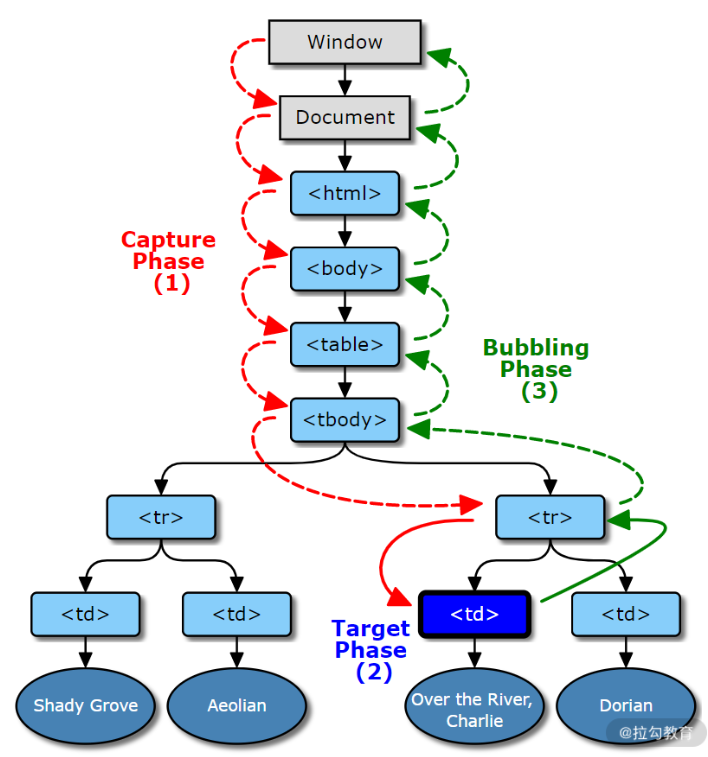 Window
Document
<html>
Capture
Phase
(1)
<body>
<table>
Bubbling
Phase
(3)
<tbody>
<tr>
<tr>
<td>
<td>
<td>
<td>
Target
Phase
(2)
Shady Grove
Aeolian
Over the River,
Charlie
Dorian
@拉勾教育